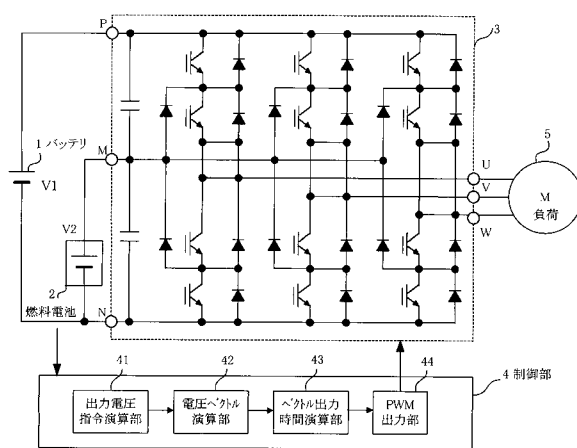 P
3
1 バッテリ
V1
M
V2
2
燃料電池
N
U
V
W
5
M
負荷
41
42
43
44
4 制御部
出力電圧
指令演算部
電圧ベクトル
演算部
ベクトル出力
時間演算部
PWM
出力部